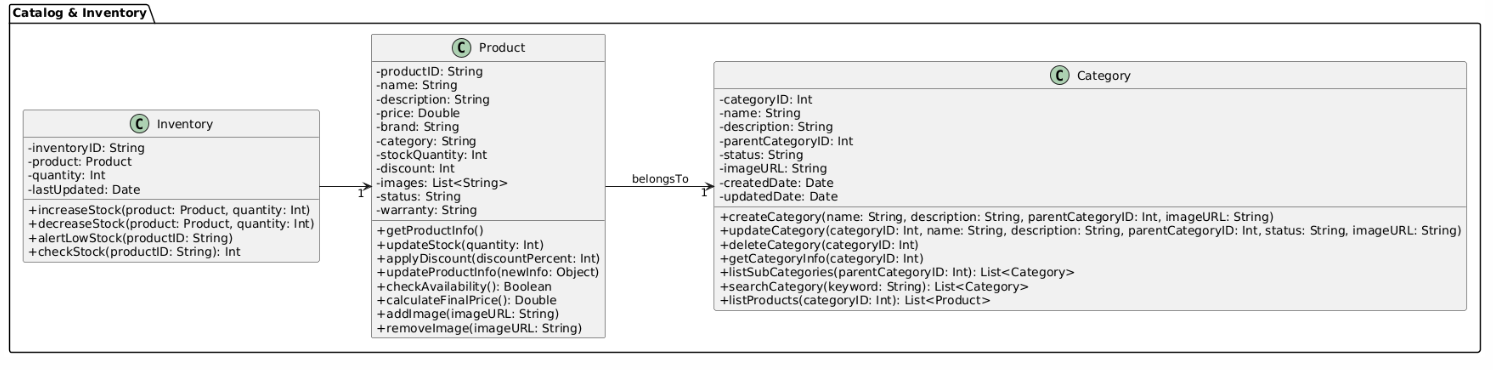 Catalog & Inventory
C Inventory
-inventoryID: String
-product: Product
-quantity: Int
-lastUpdated: Date
+increaseStock(product: Product, quantity: Int)
+decreaseStock(product: Product, quantity: Int)
+alertLowStock(productID: String)
+checkStock(productID: String): Int
1
C Product
-productID: String
-name: String
-description: String
-price: Double
-brand: String
-category: String
-stockQuantity: Int
-discount: Int
-images: List<String>
-status: String
-warranty: String
+getProductInfo()
+updateStock(quantity: Int)
+applyDiscount(discountPercent: Int)
+updateProductInfo(newInfo: Object)
+checkAvailability(): Boolean
+calculateFinalPrice(): Double
+addImage(imageURL: String)
+removeImage(imageURL: String)
belongsTo
1
C Category
-categoryID: Int
-name: String
-description: String
-parentCategoryID: Int
-status: String
-imageURL: String
-createdDate: Date
-updatedDate: Date
+createCategory(name: String, description: String, parentCategoryID: Int, imageURL: String)
+updateCategory(categoryID: Int, name: String, description: String, parentCategoryID: Int, status: String, imageURL: String)
+deleteCategory(categoryID: Int)
+getCategoryInfo(categoryID: Int)
+listSubCategories(parentCategoryID: Int): List<Category>
+searchCategory(keyword: String): List<Category>
+listProducts(categoryID: Int): List<Product>